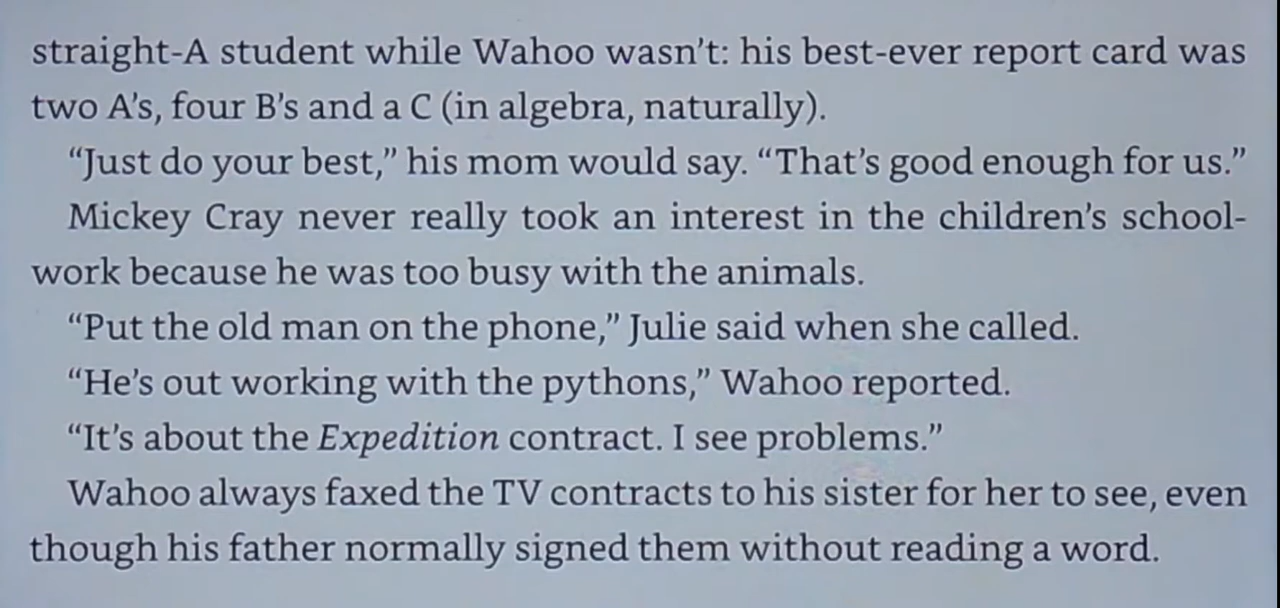 straight-A student while Wahoo wasn’t: his best-ever report card was
two A’s, four B’s and a C (in algebra, naturally).
“Just do your best,” his mom would say. “That’s good enough for us.”
Mickey Cray never really took an interest in the children’s school-
work because he was too busy with the animals.
“Put the old man on the phone,” Julie said when she called.
“He’s out working with the pythons,” Wahoo reported.
“It’s about the Expedition contract. I see problems.”
Wahoo always faxed the TV contracts to his sister for her to see, even
though his father normally signed them without reading a word.